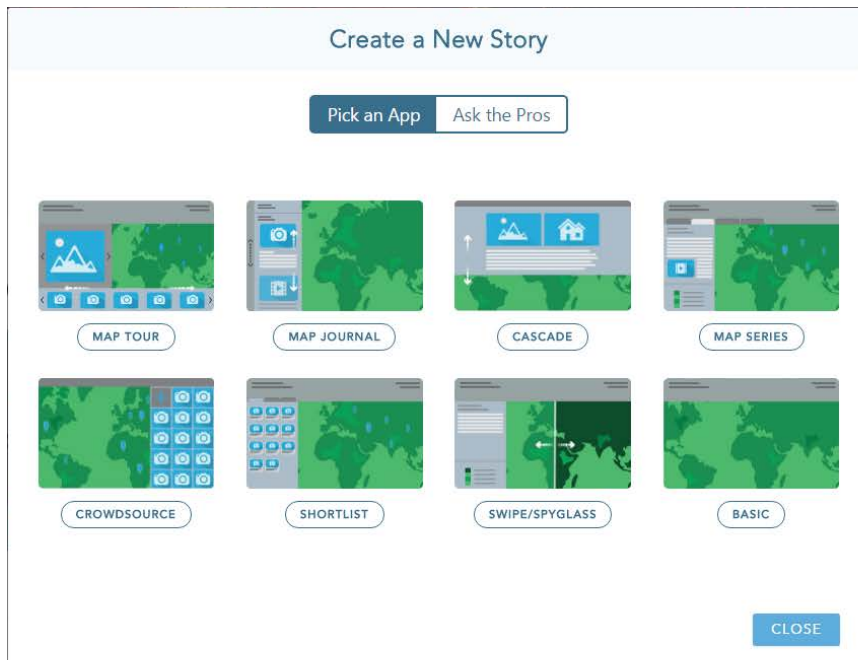 Create a New Story
Pick an App
Ask the Pros
MAP TOUR
MAP JOURNAL
CASCADE
MAP SERIES
CROWDSOURCE
SHORTLIST
SWIPE/SPYGLASS
BASIC
CLOSE